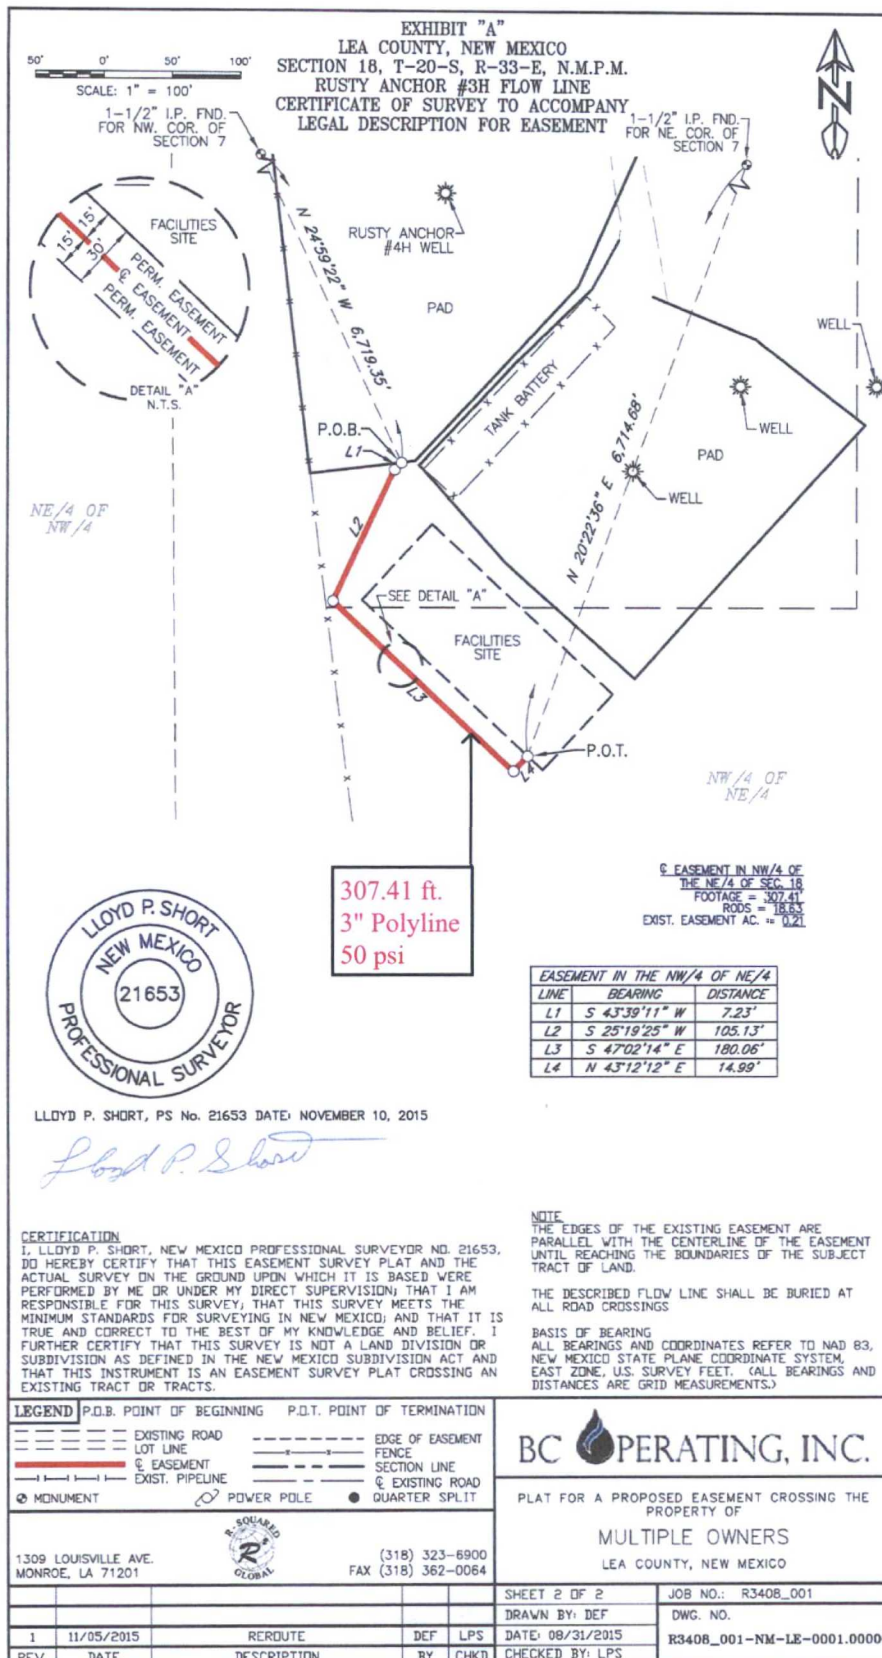 EXHIBIT "A"
LEA COUNTY, NEW MEXICO
SECTION 18, T-20-S, R-33-E, N.M.P.M.
RUSTY ANCHOR #3H FLOW LINE
CERTIFICATE OF SURVEY TO ACCOMPANY
LEGAL DESCRIPTION FOR EASEMENT
50' 0' 50' 100'
SCALE: 1" = 100'
1-1/2" I.P. FND.
FOR NW. COR. OF
SECTION 7
1-1/2" I.P. FND.
FOR NE. COR. OF
SECTION 7
N
FACILITIES
SITE
15'
15'
30'
PERM. EASEMENT
℄ EASEMENT
PERM. EASEMENT
DETAIL "A"
N.T.S.
N 24°59'22" W 6,719.35'
RUSTY ANCHOR
#4H WELL
PAD
TANK BATTERY
N 20°22'36" E 6,714.68'
WELL
WELL
PAD
WELL
P.O.B.
L1
L2
NE/4 OF
NW/4
SEE DETAIL "A"
FACILITIES
SITE
L3
P.O.T.
NW/4 OF
NE/4
307.41 ft.
3" Polyline
50 psi
℄ EASEMENT IN NW/4 OF
THE NE/4 OF SEC. 18
FOOTAGE = 307.41'
RODS = 18.63
EXIST. EASEMENT AC. = 0.21
EASEMENT IN THE NW/4 OF NE/4
LINE BEARING DISTANCE
L1 S 43°39'11" W 7.23'
L2 S 25°19'25" W 105.13'
L3 S 47°02'14" E 180.06'
L4 N 43°12'12" E 14.99'
LLOYD P. SHORT
NEW MEXICO
21653
PROFESSIONAL SURVEYOR
LLOYD P. SHORT, PS No. 21653 DATE: NOVEMBER 10, 2015
Lloyd P. Short
CERTIFICATION
I, LLOYD P. SHORT, NEW MEXICO PROFESSIONAL SURVEYOR NO. 21653,
DO HEREBY CERTIFY THAT THIS EASEMENT SURVEY PLAT AND THE
ACTUAL SURVEY ON THE GROUND UPON WHICH IT IS BASED WERE
PERFORMED BY ME OR UNDER MY DIRECT SUPERVISION; THAT I AM
RESPONSIBLE FOR THIS SURVEY; THAT THIS SURVEY MEETS THE
MINIMUM STANDARDS FOR SURVEYING IN NEW MEXICO; AND THAT IT IS
TRUE AND CORRECT TO THE BEST OF MY KNOWLEDGE AND BELIEF. I
FURTHER CERTIFY THAT THIS SURVEY IS NOT A LAND DIVISION OR
SUBDIVISION AS DEFINED IN THE NEW MEXICO SUBDIVISION ACT AND
THAT THIS INSTRUMENT IS AN EASEMENT SURVEY PLAT CROSSING AN
EXISTING TRACT OR TRACTS.
NOTE
THE EDGES OF THE EXISTING EASEMENT ARE
PARALLEL WITH THE CENTERLINE OF THE EASEMENT
UNTIL REACHING THE BOUNDARIES OF THE SUBJECT
TRACT OF LAND.
THE DESCRIBED FLOW LINE SHALL BE BURIED AT
ALL ROAD CROSSINGS
BASIS OF BEARING
ALL BEARINGS AND COORDINATES REFER TO NAD 83,
NEW MEXICO STATE PLANE COORDINATE SYSTEM,
EAST ZONE, U.S. SURVEY FEET. (ALL BEARINGS AND
DISTANCES ARE GRID MEASUREMENTS.)
LEGEND P.O.B. POINT OF BEGINNING P.O.T. POINT OF TERMINATION
EXISTING ROAD
LOT LINE
℄ EASEMENT
EXIST. PIPELINE
EDGE OF EASEMENT
FENCE
SECTION LINE
℄ EXISTING ROAD
MONUMENT POWER POLE QUARTER SPLIT
BC OPERATING, INC.
PLAT FOR A PROPOSED EASEMENT CROSSING THE
PROPERTY OF
MULTIPLE OWNERS
LEA COUNTY, NEW MEXICO
1309 LOUISVILLE AVE.
MONROE, LA 71201
R-SQUARED
R²
GLOBAL
(318) 323-6900
FAX (318) 362-0064
SHEET 2 OF 2
JOB NO.: R3408_001
DRAWN BY: DEF
DWG. NO.
1 11/05/2015 REROUTE DEF LPS
DATE: 08/31/2015
R3408_001-NM-LE-0001.0000
REV. DATE DESCRIPTION BY CHKD
CHECKED BY: LPS